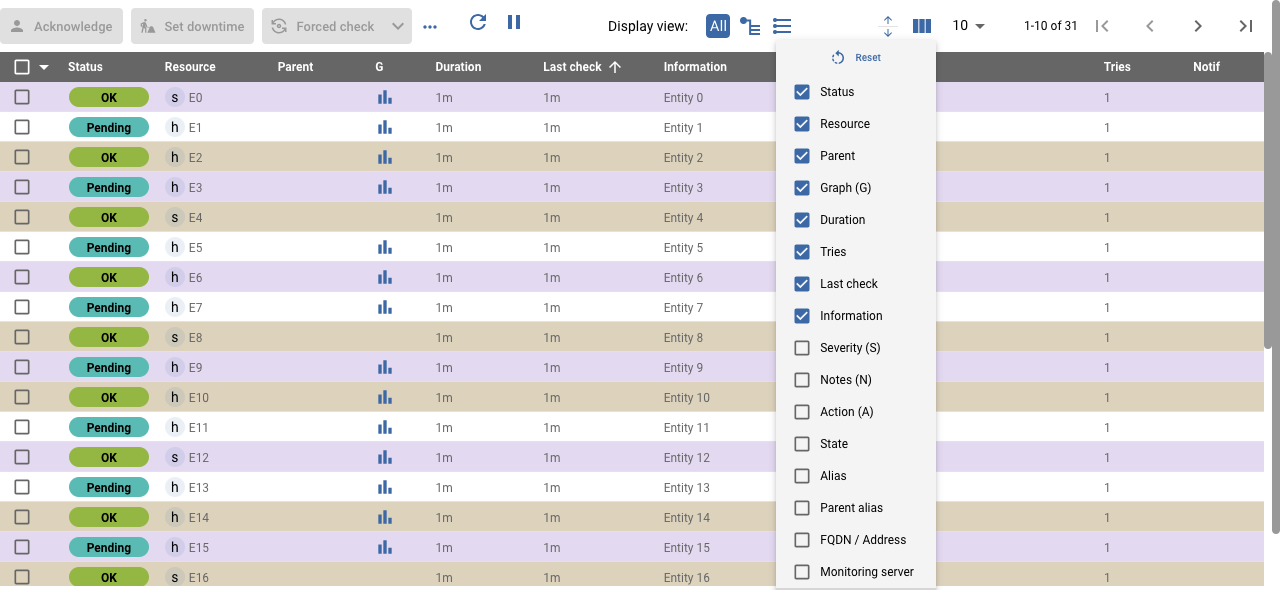 Acknowledge Set downtime Forced check Display view: All 10 1-10 of 31
Status Resource Parent G Duration Last check Information Tries Notif
OK s E0 1m 1m Entity 0 1
Pending h E1 1m 1m Entity 1 1
OK h E2 1m 1m Entity 2 1
Pending h E3 1m 1m Entity 3 1
OK s E4 1m 1m Entity 4 1
Pending h E5 1m 1m Entity 5 1
OK h E6 1m 1m Entity 6 1
Pending h E7 1m 1m Entity 7 1
OK s E8 1m 1m Entity 8 1
Pending h E9 1m 1m Entity 9 1
OK h E10 1m 1m Entity 10 1
Pending h E11 1m 1m Entity 11 1
OK s E12 1m 1m Entity 12 1
Pending h E13 1m 1m Entity 13 1
OK h E14 1m 1m Entity 14 1
Pending h E15 1m 1m Entity 15 1
OK s E16 1m 1m Entity 16 1
Reset
Status
Resource
Parent
Graph (G)
Duration
Tries
Last check
Information
Severity (S)
Notes (N)
Action (A)
State
Alias
Parent alias
FQDN / Address
Monitoring server